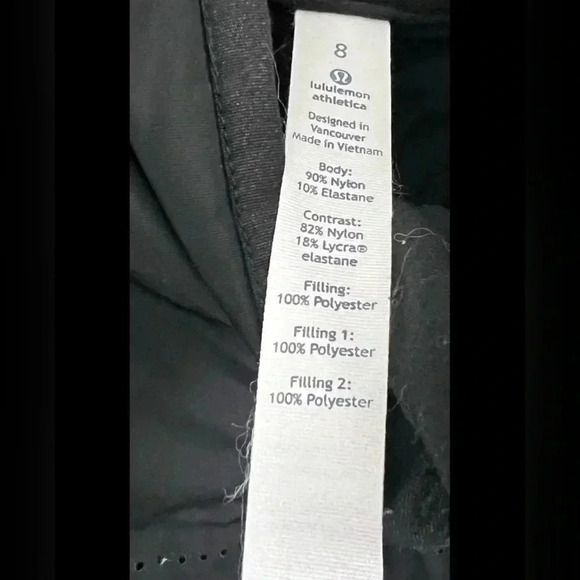 8
lululemon
athletica
Designed in
Vancouver
Made in Vietnam
Body:
90% Nylon
10% Elastane
Contrast:
82% Nylon
18% Lycra®
elastane
Filling:
100% Polyester
Filling 1:
100% Polyester
Filling 2:
100% Polyester